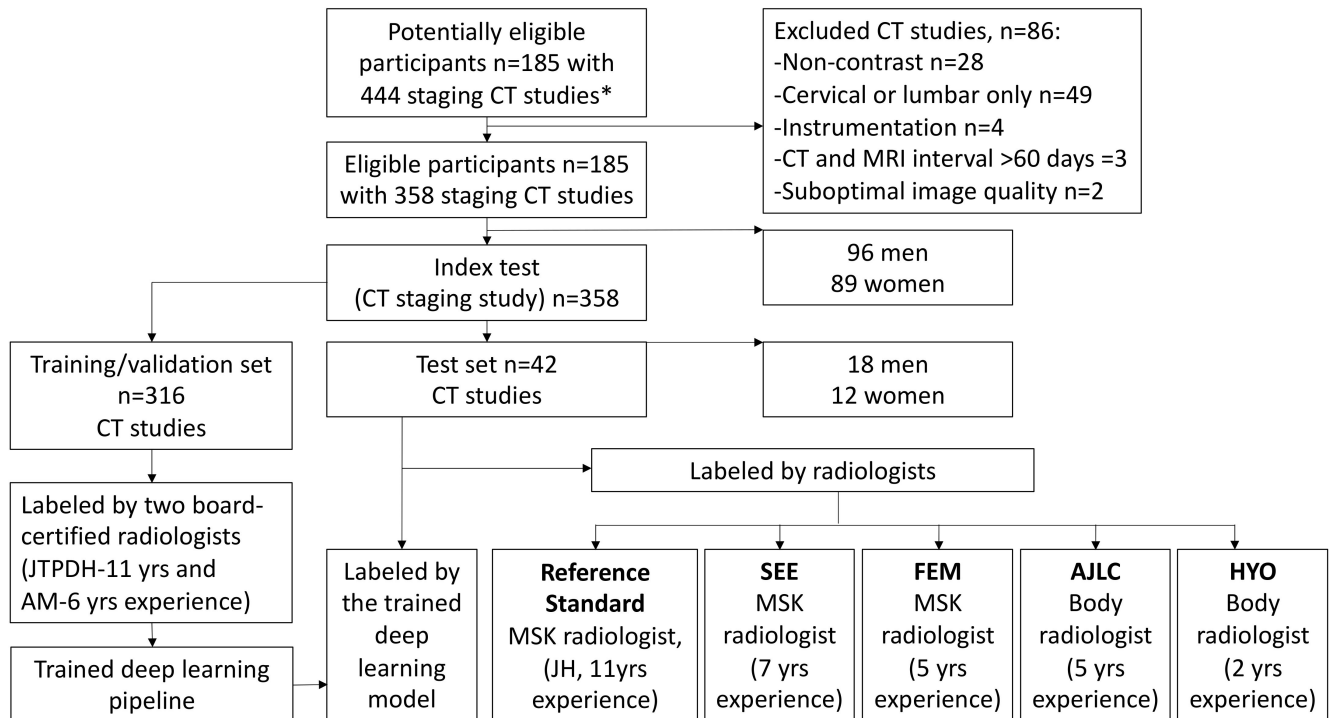 Potentially eligible
participants n=185 with
444 staging CT studies*
Excluded CT studies, n=86:
-Non-contrast n=28
-Cervical or lumbar only n=49
-Instrumentation n=4
-CT and MRI interval >60 days =3
-Suboptimal image quality n=2
Eligible participants n=185
with 358 staging CT studies
96 men
89 women
Index test
(CT staging study) n=358
Training/validation set
n=316
CT studies
Test set n=42
CT studies
18 men
12 women
Labeled by radiologists
Labeled by two board-
certified radiologists
(JTPDH-11 yrs and
AM-6 yrs experience)
Trained deep learning
pipeline
Labeled by
the trained
deep
learning
model
Reference
Standard
MSK radiologist,
(JH, 11yrs
experience)
SEE
MSK
radiologist
(7 yrs
experience)
FEM
MSK
radiologist
(5 yrs
experience)
AJLC
Body
radiologist
(5 yrs
experience)
HYO
Body
radiologist
(2 yrs
experience)